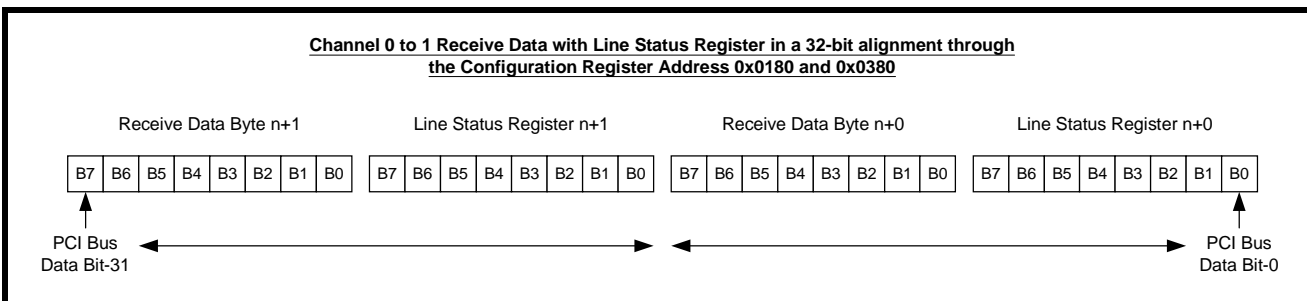 Channel 0 to 1 Receive Data with Line Status Register in a 32-bit alignment through
the Configuration Register Address 0x0180 and 0x0380
Receive Data Byte n+1 Line Status Register n+1 Receive Data Byte n+0 Line Status Register n+0
B7 B6 B5 B4 B3 B2 B1 B0 B7 B6 B5 B4 B3 B2 B1 B0 B7 B6 B5 B4 B3 B2 B1 B0 B7 B6 B5 B4 B3 B2 B1 B0
PCI Bus PCI Bus
Data Bit-31 Data Bit-0